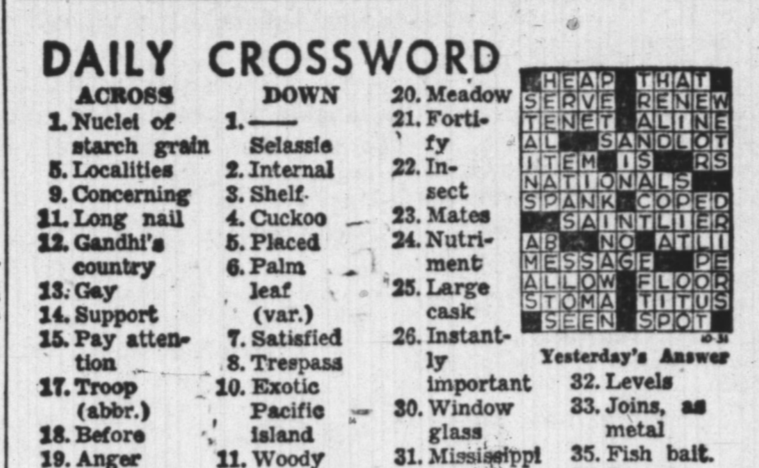 DAILY CROSSWORD
ACROSS
1. Nuclei of
starch grain
5. Localities
9. Concerning
11. Long nail
12. Gandhi's
country
13. Gay
14. Support
15. Pay atten-
tion
17. Troop
(abbr.)
18. Before
19. Anger
DOWN
1. ——
Selassie
2. Internal
3. Shelf
4. Cuckoo
5. Placed
6. Palm
leaf
(var.)
7. Satisfied
8. Trespass
10. Exotic
Pacific
island
11. Woody
20. Meadow
21. Forti-
fy
22. In-
sect
23. Mates
24. Nutri-
ment
25. Large
cask
26. Instant-
ly
important
30. Window
glass
31. Mississippi
HEAP THAT
SERVE RENEW
TENET ALINE
AL SANDLOT
ITEM IS RS
NATIONALS
SPANK COPED
SAINTLIER
AB NO ATLI
MESSAGE PE
ALLOW FLOOR
STOMA TITUS
SEEN SPOT
10-31
Yesterday's Answer
32. Levels
33. Joins, as
metal
35. Fish bait.